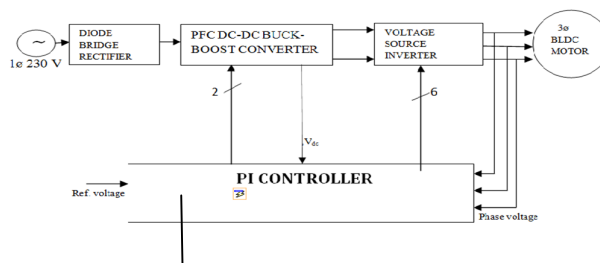 1ø 230 V
DIODE
BRIDGE
RECTIFIER
PFC DC-DC BUCK-
BOOST CONVERTER
VOLTAGE
SOURCE
INVERTER
3ø
BLDC
MOTOR
2
6
Vdc
PI CONTROLLER
Ref. voltage
Phase voltage